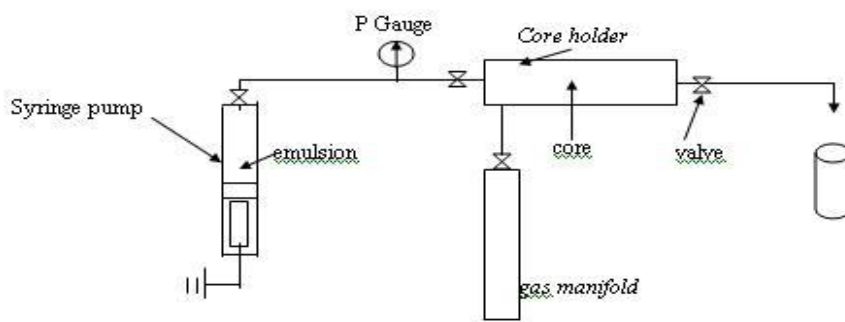 P Gauge
Core holder
Syringe pump
emulsion
core
valve
gas manifold